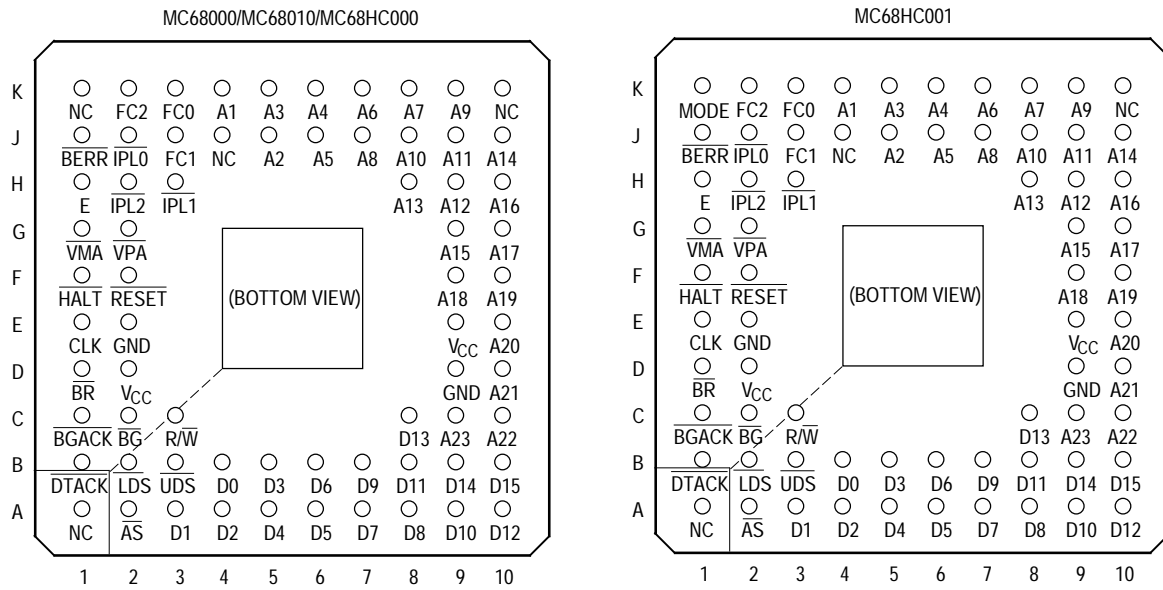 MC68000/MC68010/MC68HC000
K
NC FC2 FC0 A1 A3 A4 A6 A7 A9 NC
J
BERR IPL0 FC1 NC A2 A5 A8 A10 A11 A14
H
E IPL2 IPL1 A13 A12 A16
G
VMA VPA A15 A17
F
HALT RESET (BOTTOM VIEW) A18 A19
E
CLK GND VCC A20
D
BR VCC GND A21
C
BGACK BG R/W D13 A23 A22
B
DTACK LDS UDS D0 D3 D6 D9 D11 D14 D15
A
NC AS D1 D2 D4 D5 D7 D8 D10 D12
1 2 3 4 5 6 7 8 9 10
MC68HC001
K
MODE FC2 FC0 A1 A3 A4 A6 A7 A9 NC
J
BERR IPL0 FC1 NC A2 A5 A8 A10 A11 A14
H
E IPL2 IPL1 A13 A12 A16
G
VMA VPA A15 A17
F
HALT RESET (BOTTOM VIEW) A18 A19
E
CLK GND VCC A20
D
BR VCC GND A21
C
BGACK BG R/W D13 A23 A22
B
DTACK LDS UDS D0 D3 D6 D9 D11 D14 D15
A
NC AS D1 D2 D4 D5 D7 D8 D10 D12
1 2 3 4 5 6 7 8 9 10